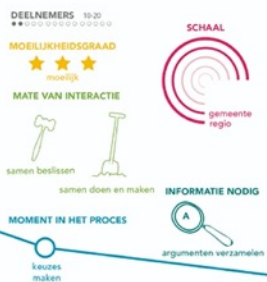 DEELNEMERS 10-20
SCHAAL
MOEILIJKHEIDSGRAAD
moeilijk
MATE VAN INTERACTIE
gemeente
regio
samen beslissen
samen doen en maken
INFORMATIE NODIG
A
MOMENT IN HET PROCES
argumenten verzamelen
keuzes
maken